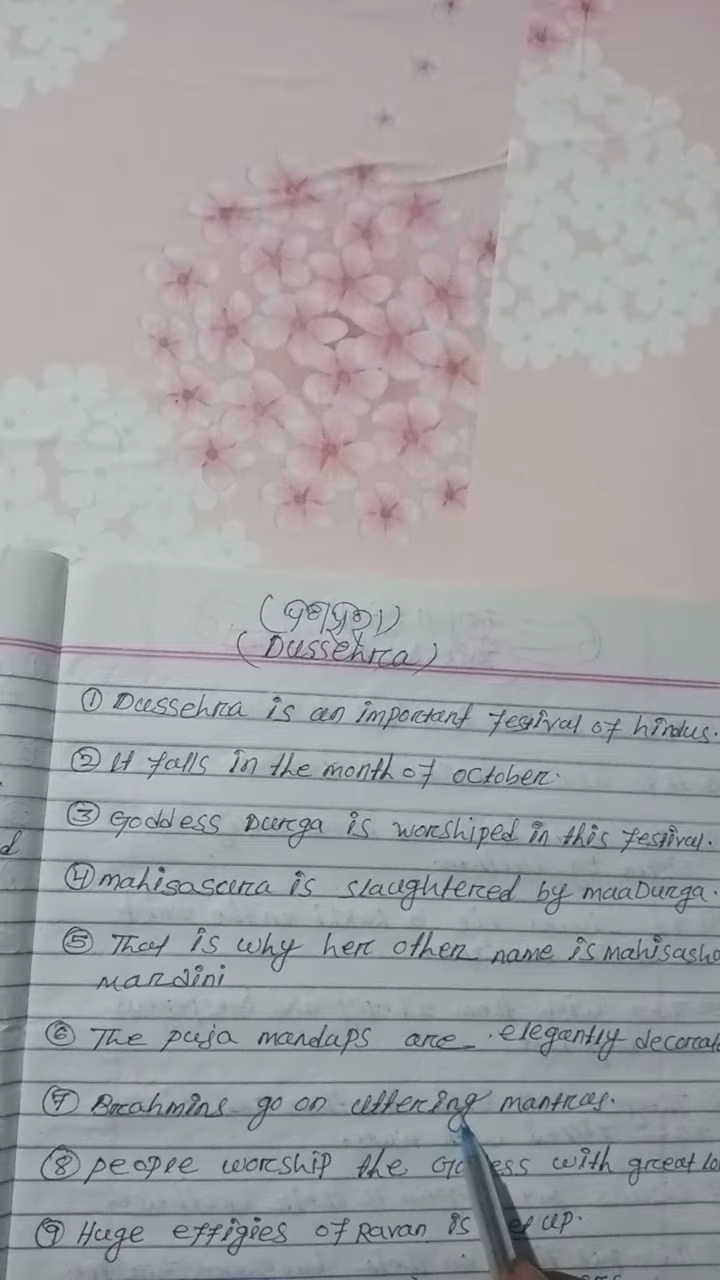 (ଦଶହରା)
(Dussehra)
① Dussehra is an important festival of hindus.
② It falls in the month of october.
③ Goddess Durga is worshiped in this festival.
④ mahisasura is slaughtered by maaDurga.
⑤ That is why her other name is mahisasho
mardini
⑥ The puja mandaps are elegantly decorat
⑦ Brahmins go on uttering mantras.
⑧ people worship the with great lo
⑨ Huge effigies of Ravan is up.
d